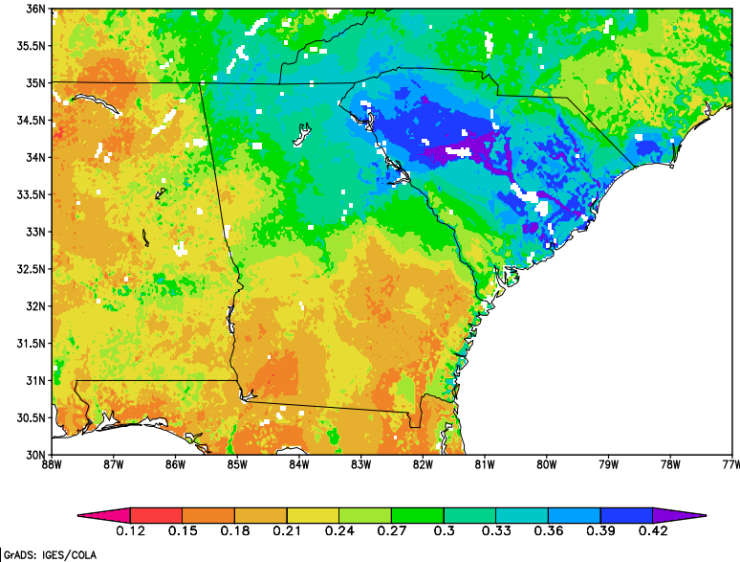 36N
35.5N
35N
34.5N
34N
33.5N
33N
32.5N
32N
31.5N
31N
30.5N
30N
88W 87W 86W 85W 84W 83W 82W 81W 80W 79W 78W 77W
0.12 0.15 0.18 0.21 0.24 0.27 0.3 0.33 0.36 0.39 0.42
GrADS: IGES/COLA